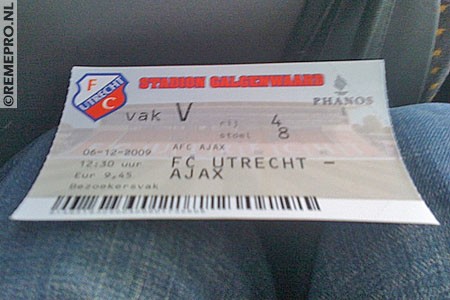 ©REMEPRO.NL
FC
UTRECHT
STADION GALGENWAARD
PHANOS
vak V rij 4
stoel 8
06-12-2009 AFC AJAX
12:30 uur FC UTRECHT -
Eur 9,45 AJAX
Bezoekersvak